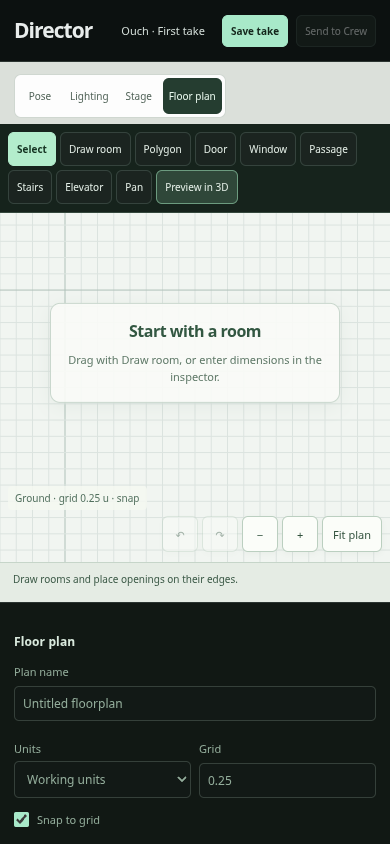 Director
Ouch · First take
Save take
Send to Crew
Pose
Lighting
Stage
Floor plan
Select
Draw room
Polygon
Door
Window
Passage
Stairs
Elevator
Pan
Preview in 3D
Start with a room
Drag with Draw room, or enter dimensions in the
inspector.
Ground · grid 0.25 u · snap
↶
↷
−
+
Fit plan
Draw rooms and place openings on their edges.
Floor plan
Plan name
Untitled floorplan
Units
Grid
Working units
0.25
Snap to grid